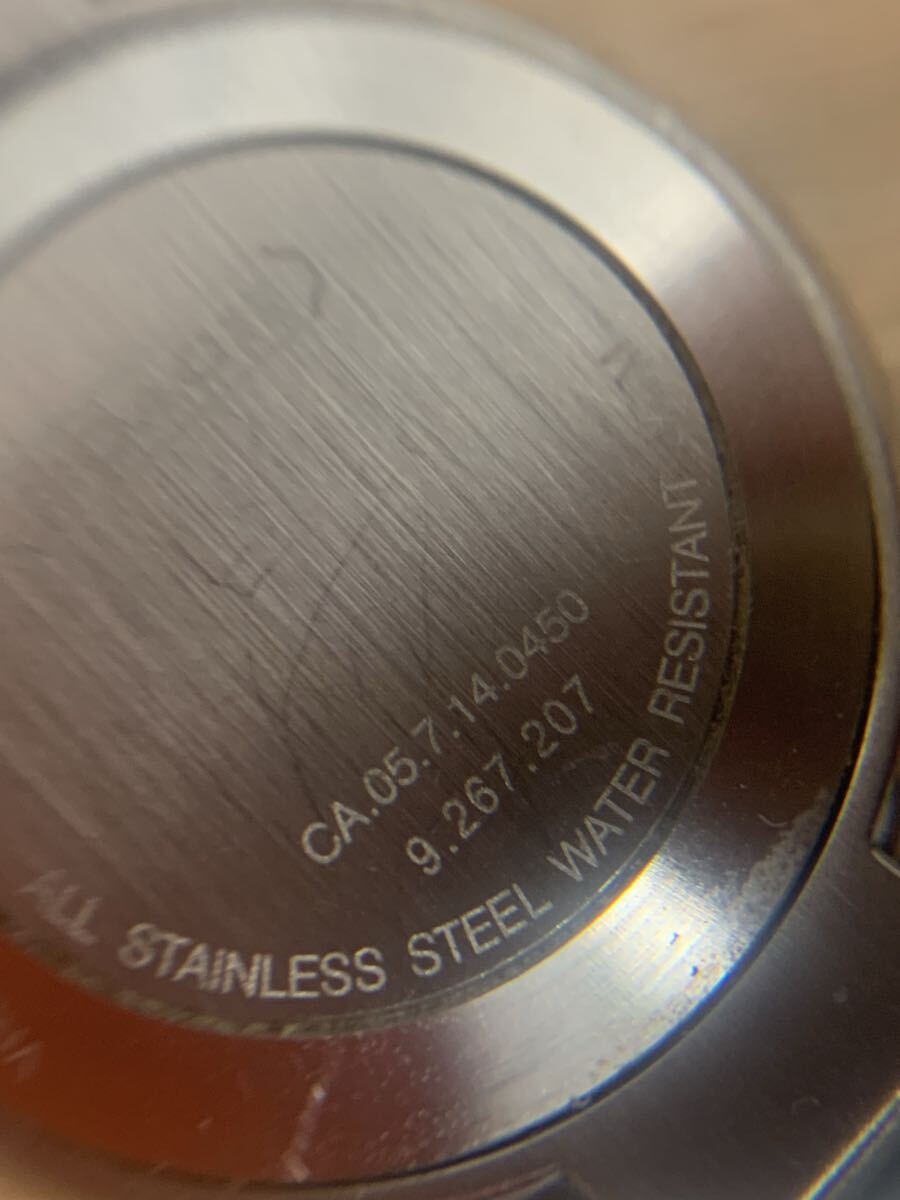 CA.05.7.14.0450
9.267.207
ALL STAINLESS STEEL WATER RESISTANT